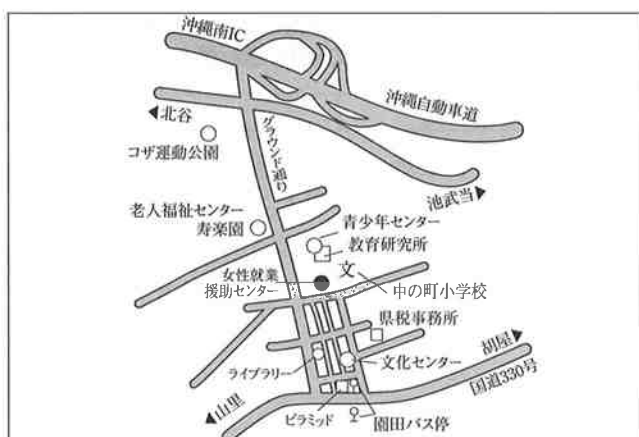 沖縄南IC
沖縄自動車道
◀北谷
コザ運動公園
グラウンド通り
池武当▶
老人福祉センター
寿楽園
青少年センター
教育研究所
女性就業
援助センター
文
中の町小学校
県税事務所
胡屋▶
ライブラリー
文化センター
国道330号
◀山里
ピラミッド
園田バス停